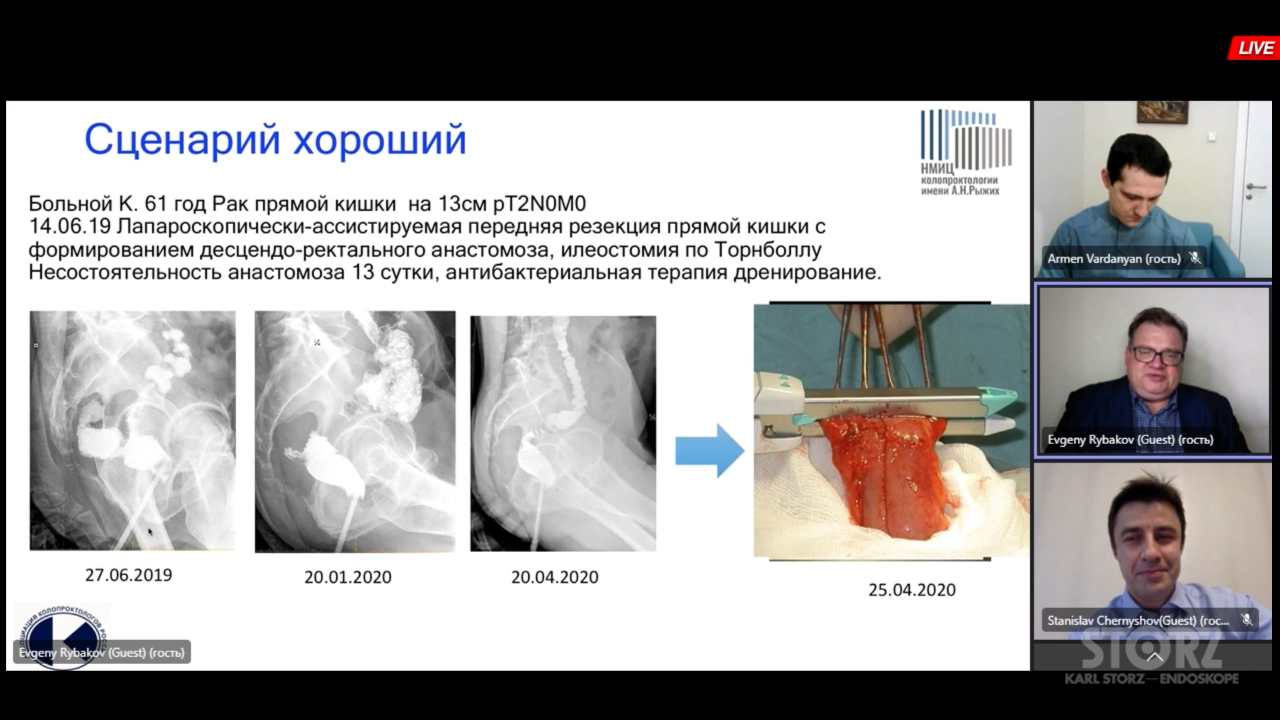 LIVE
Сценарий хороший
НМИЦ
колопроктологии
имени А.Н.Рыжих
Больной К. 61 год Рак прямой кишки на 13см pT2N0M0
14.06.19 Лапароскопически-ассистируемая передняя резекция прямой кишки с
формированием десцендо-ректального анастомоза, илеостомия по Торнболлу
Несостоятельность анастомоза 13 сутки, антибактериальная терапия дренирование.
27.06.2019
20.01.2020
20.04.2020
25.04.2020
Evgeny Rybakov (Guest) (гость)
Armen Vardanyan (гость)
Evgeny Rybakov (Guest) (гость)
Stanislav Chernyshov(Guest) (гос...
STORZ
KARL STORZ—ENDOSKOPE